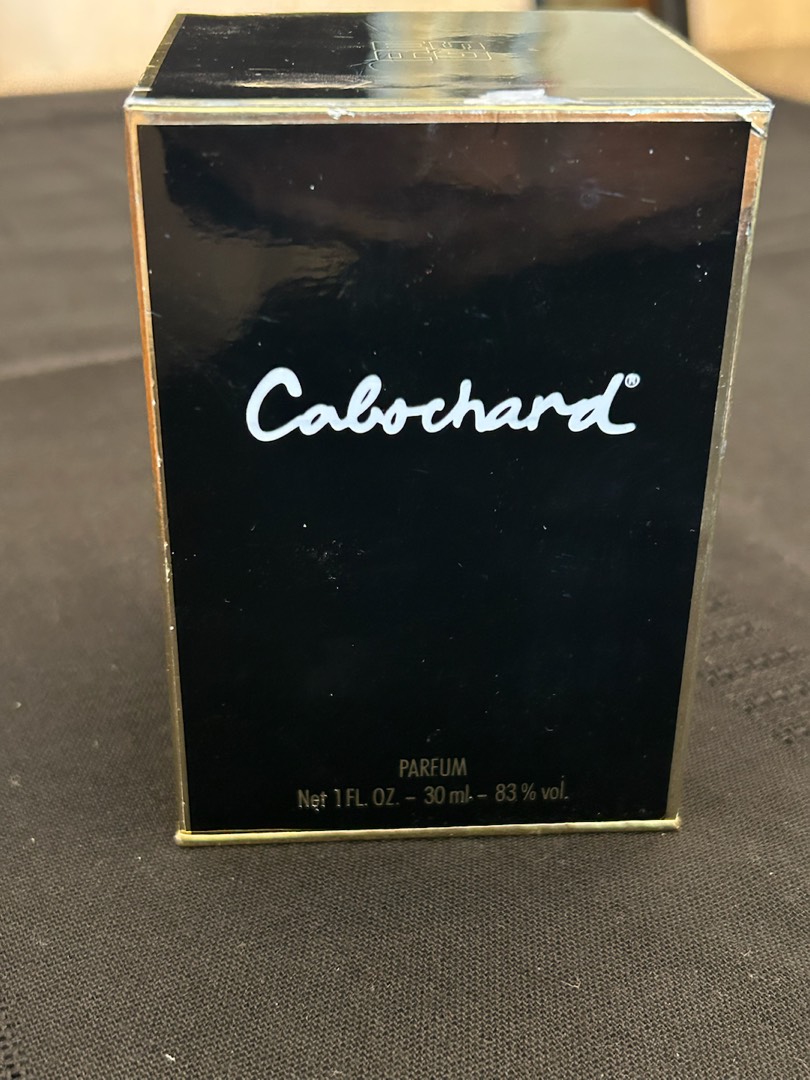 Cabochard®
PARFUM
Net 1 FL. OZ. – 30 ml – 83 % vol.